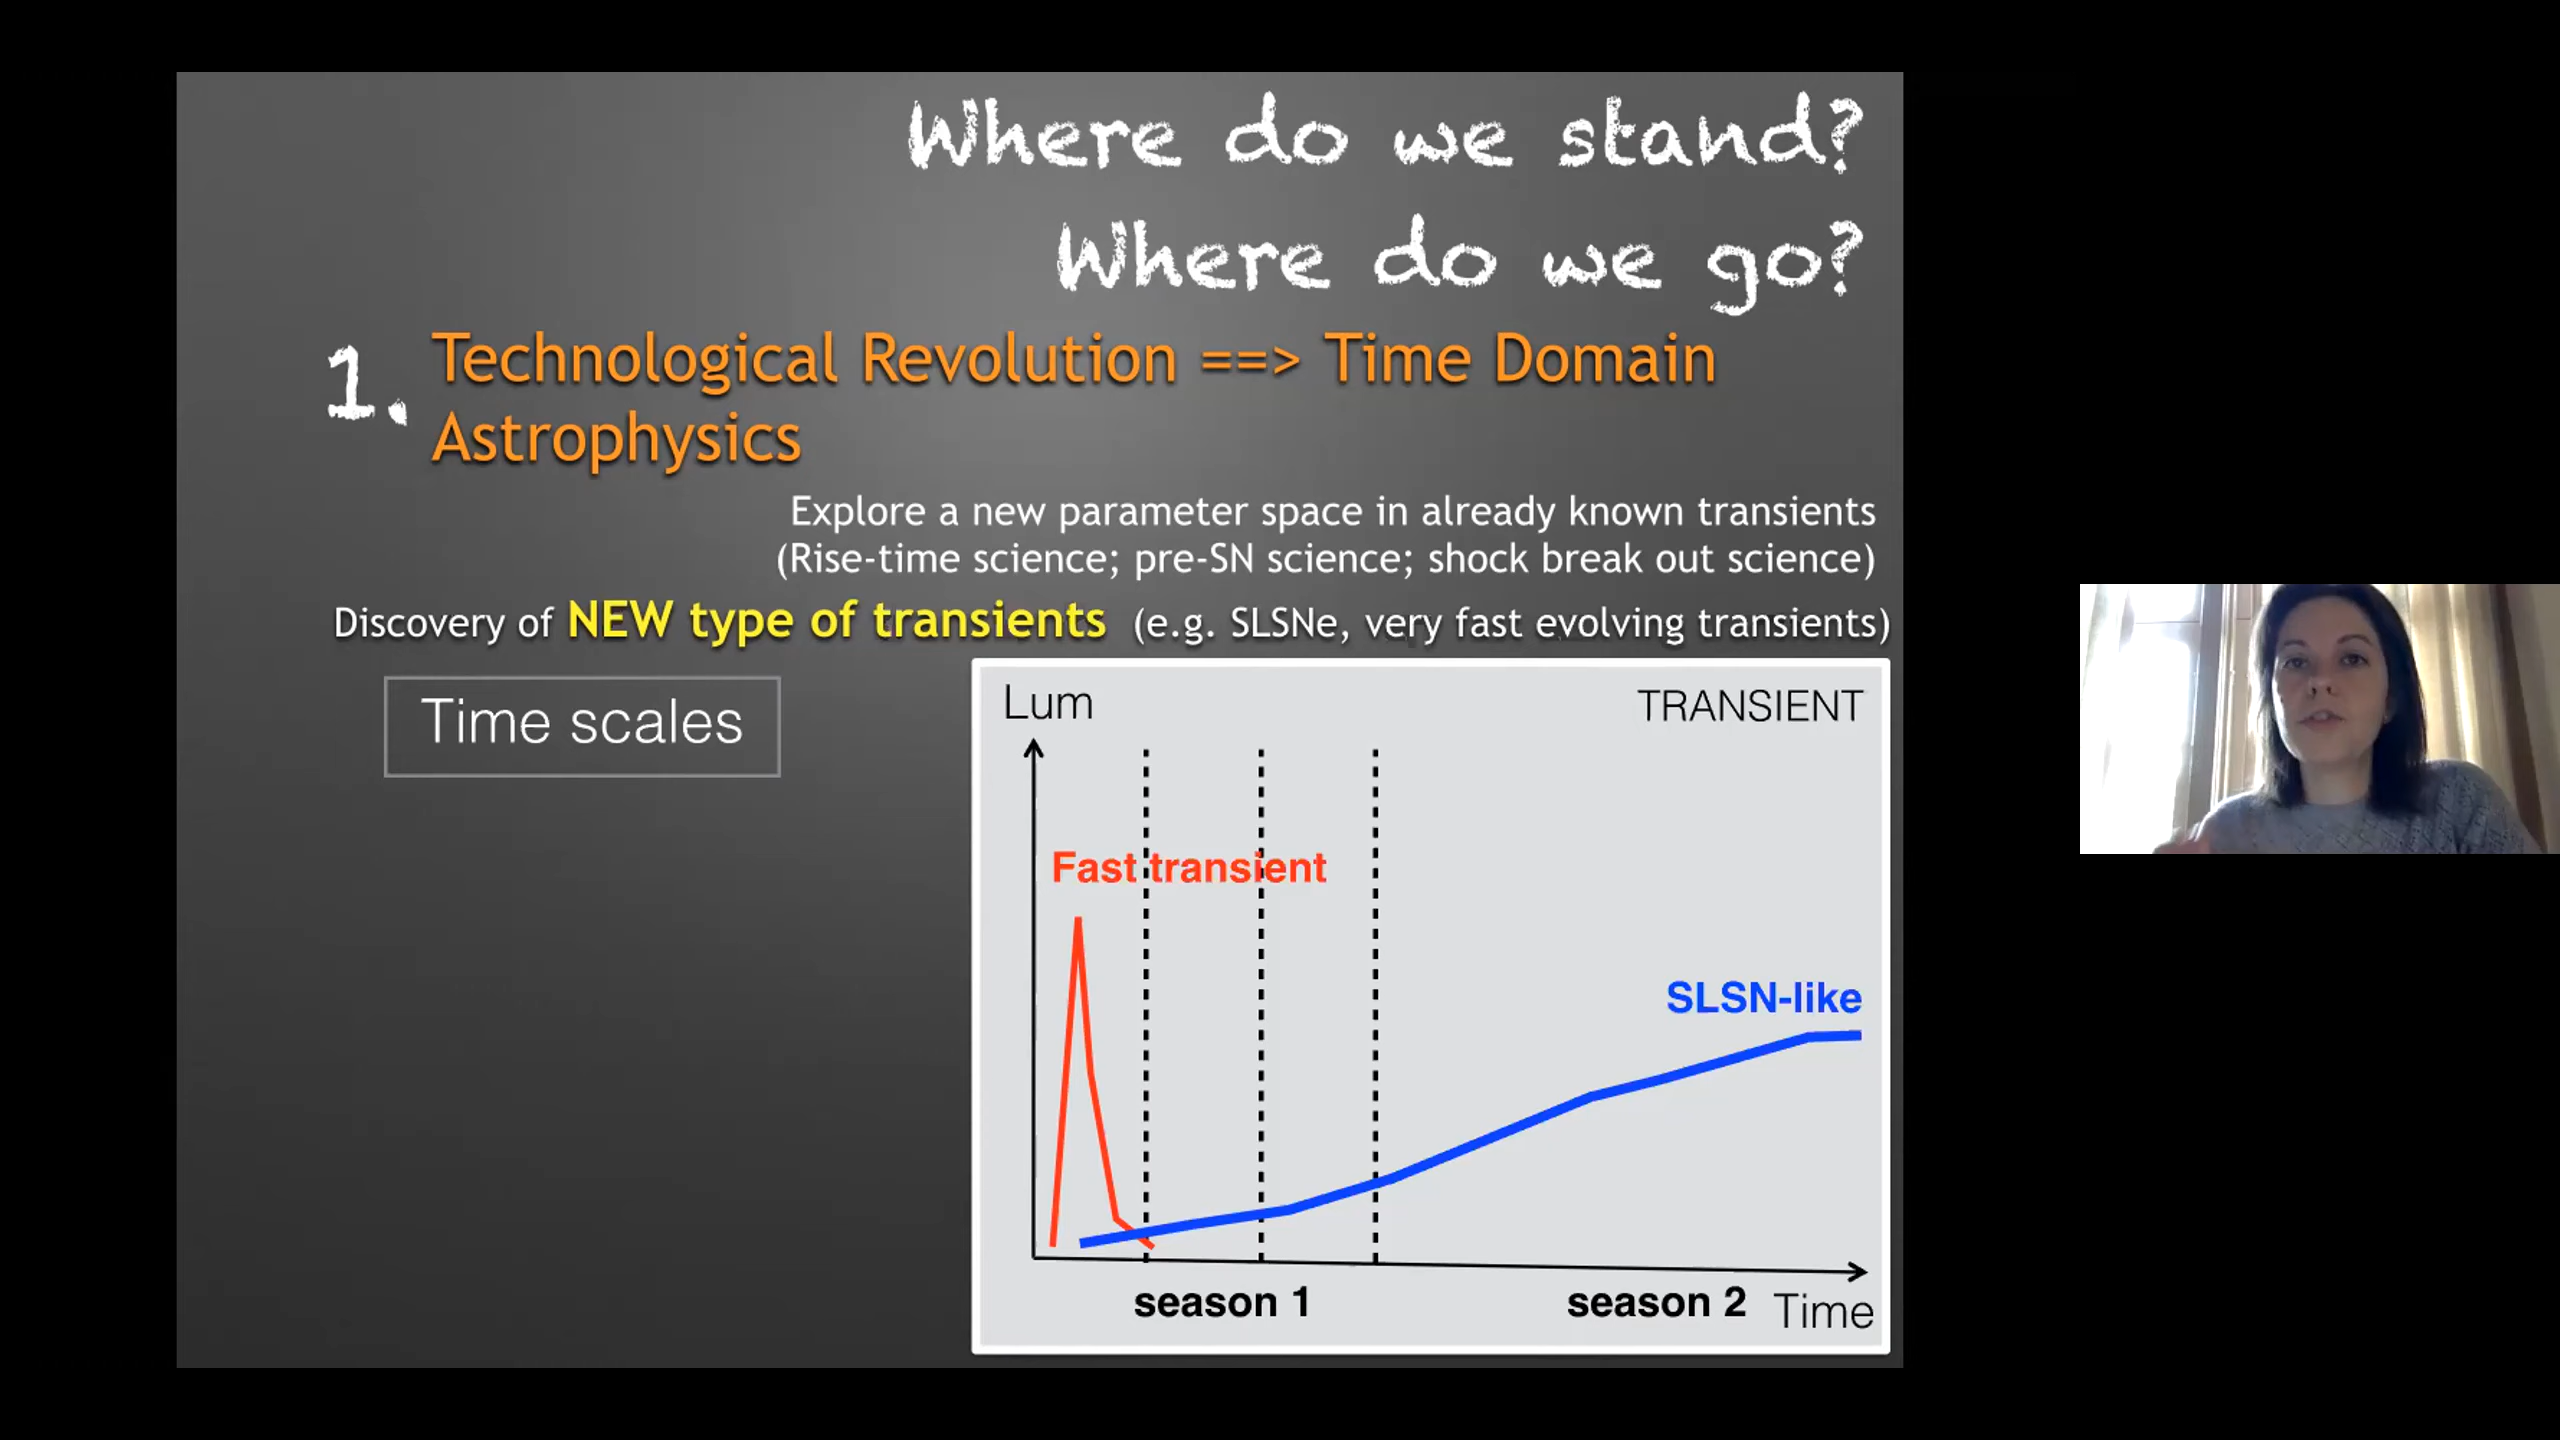 Where do we stand?
Where do we go?
1. Technological Revolution ==> Time Domain
Astrophysics
Explore a new parameter space in already known transients
(Rise-time science; pre-SN science; shock break out science)
Discovery of NEW type of transients (e.g. SLSNe, very fast evolving transients)
Time scales
Lum
TRANSIENT
Fast transient
SLSN-like
season 1
season 2
Time